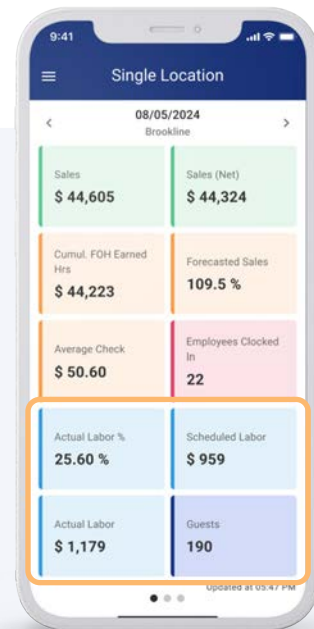 9:41
Single Location
08/05/2024
Brookline
Sales
$ 44,605
Sales (Net)
$ 44,324
Cumul. FOH Earned
Hrs
$ 44,223
Forecasted Sales
109.5 %
Average Check
$ 50.60
Employees Clocked
In
22
Actual Labor %
25.60 %
Scheduled Labor
$ 959
Actual Labor
$ 1,179
Guests
190
Updated at 05:47 PM